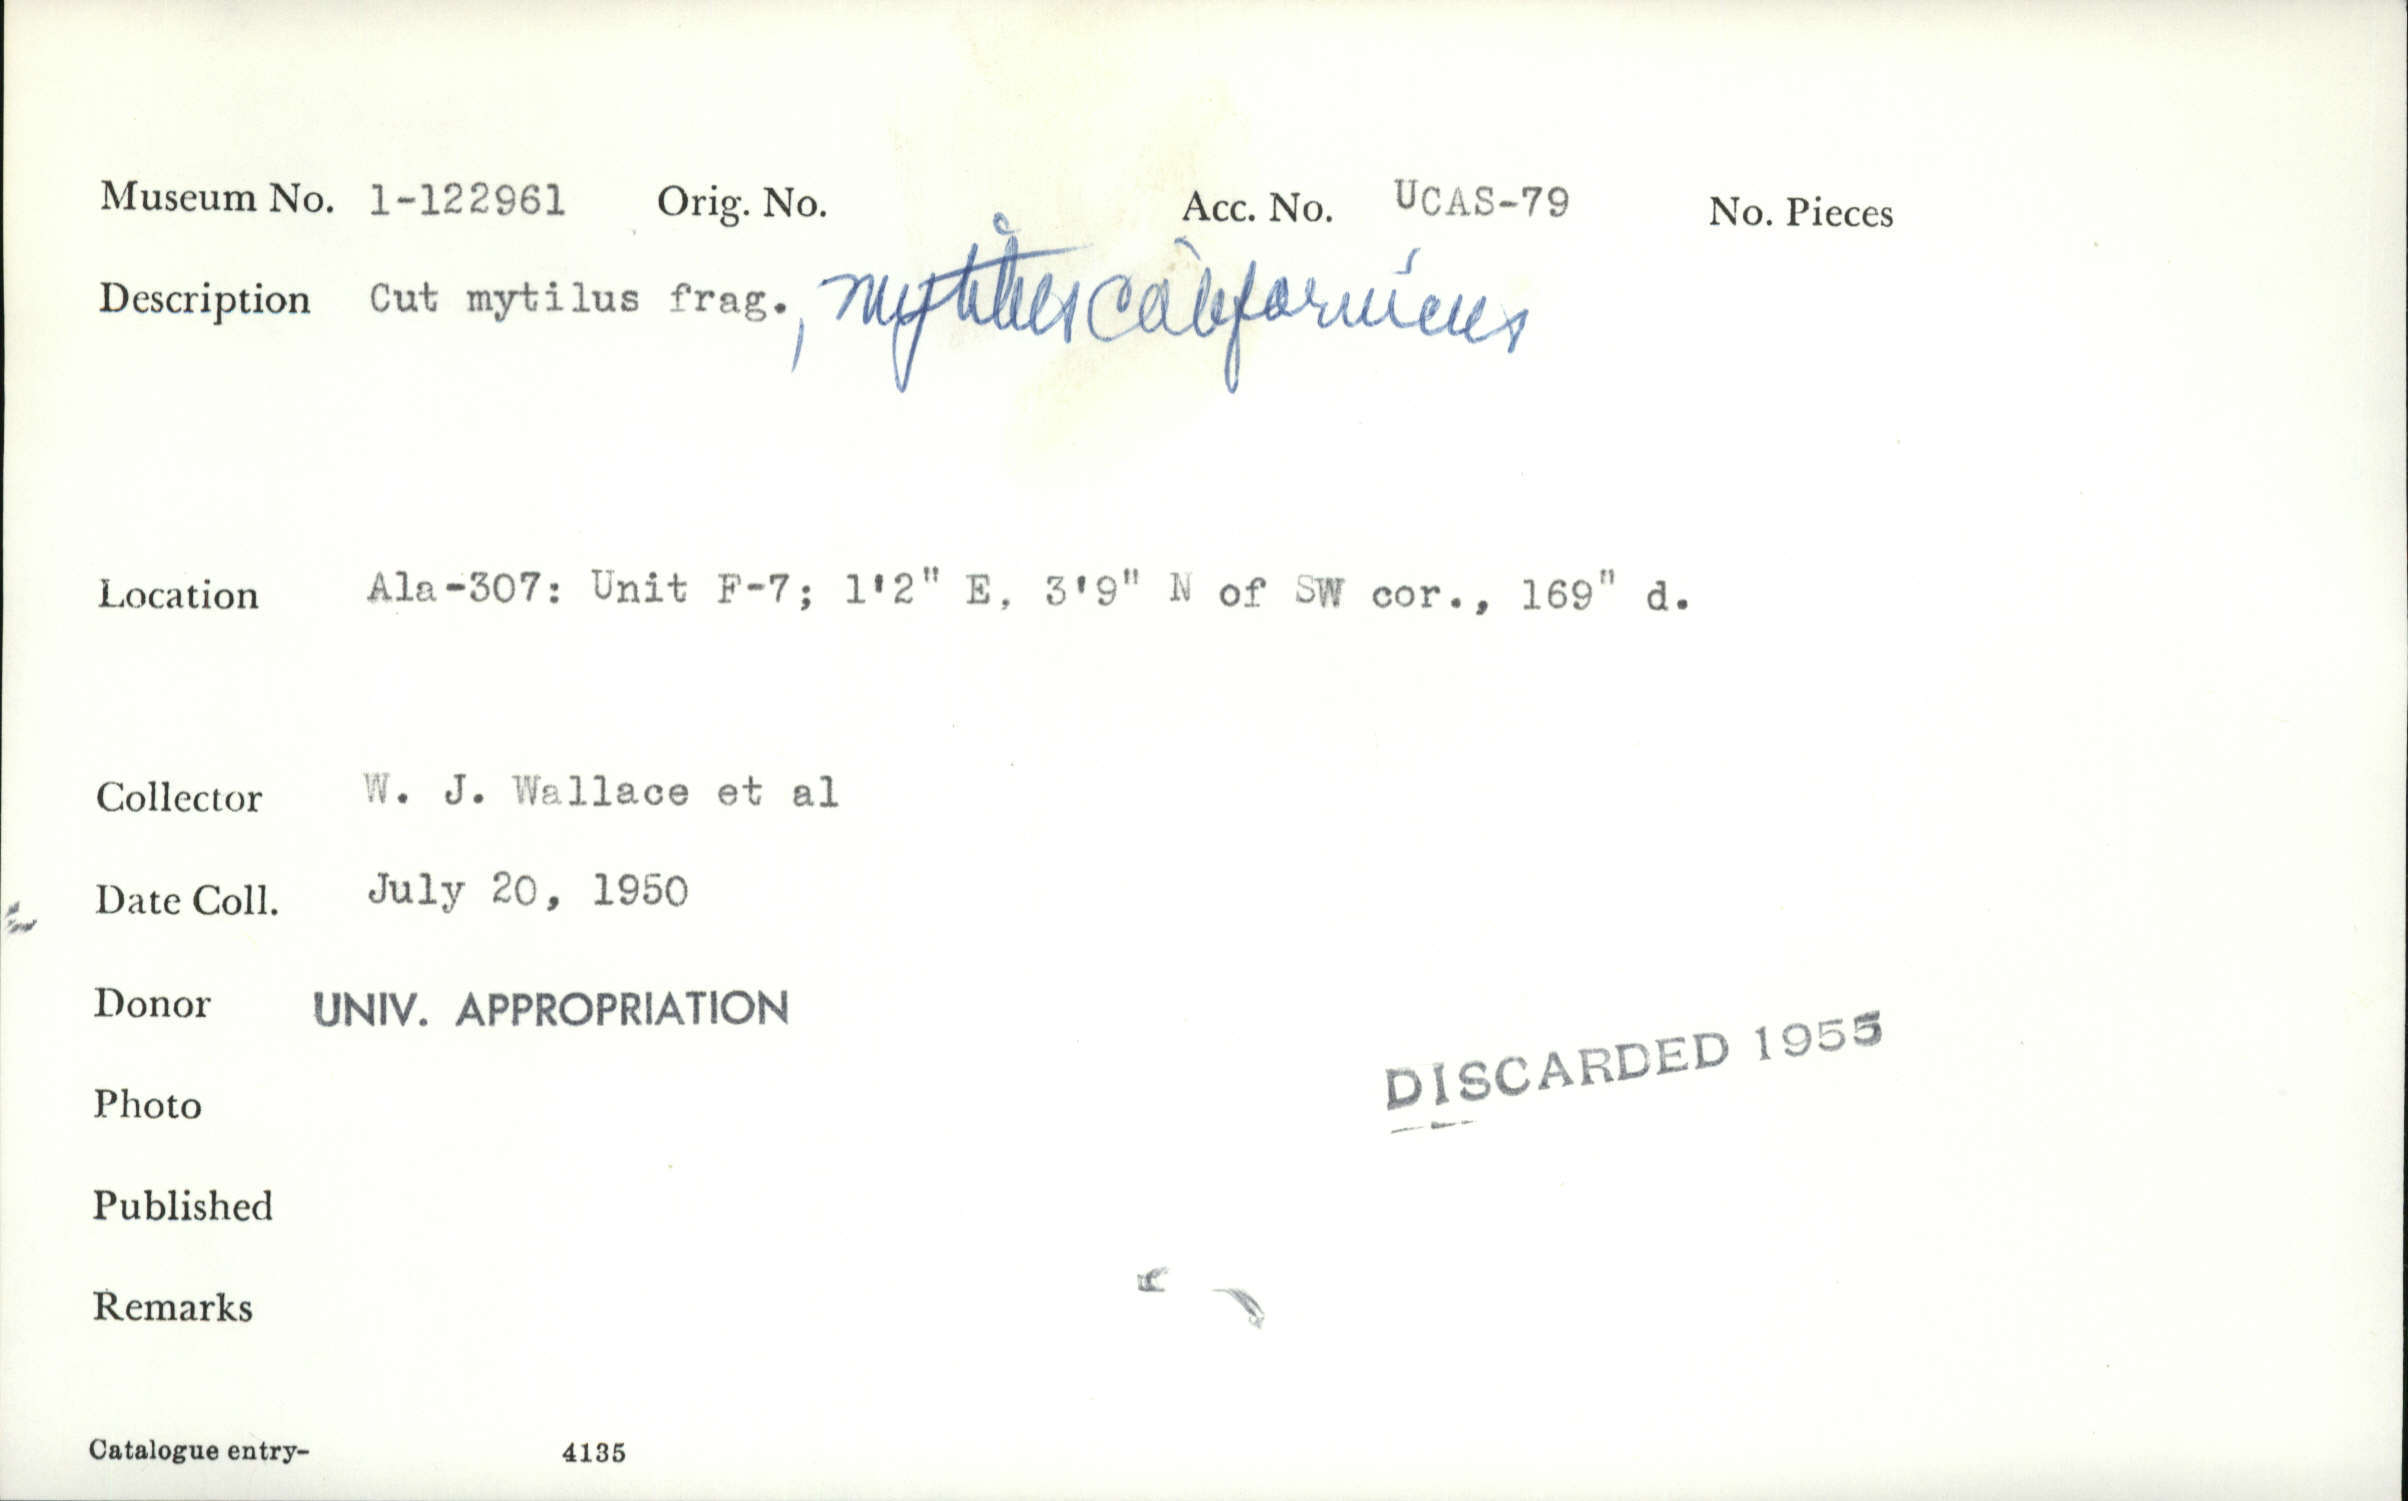 Museum No. 1-122961 Orig. No. Acc. No. UCAS-79 No. Pieces
Description Cut mytilus frag., mytilus californicus
Location Ala-307: Unit F-7; 1'2" E, 3'9" N of SW cor., 169" d.
Collector W. J. Wallace et al
Date Coll. July 20, 1950
Donor UNIV. APPROPRIATION
DISCARDED 1955
Photo
Published
Remarks
Catalogue entry- 4135